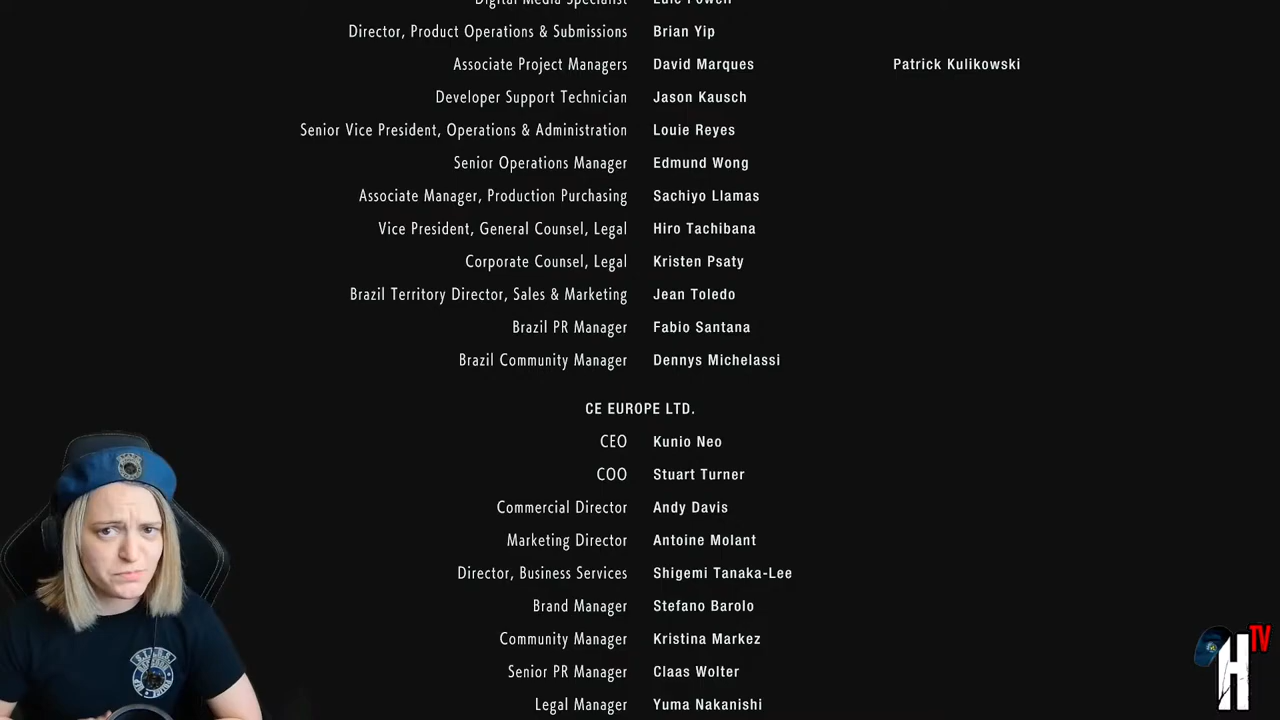 Digital Media Specialist
Director, Product Operations & Submissions Brian Yip
Associate Project Managers David Marques Patrick Kulikowski
Developer Support Technician Jason Kausch
Senior Vice President, Operations & Administration Louie Reyes
Senior Operations Manager Edmund Wong
Associate Manager, Production Purchasing Sachiyo Llamas
Vice President, General Counsel, Legal Hiro Tachibana
Corporate Counsel, Legal Kristen Psaty
Brazil Territory Director, Sales & Marketing Jean Toledo
Brazil PR Manager Fabio Santana
Brazil Community Manager Dennys Michelassi
CE EUROPE LTD.
CEO Kunio Neo
COO Stuart Turner
Commercial Director Andy Davis
Marketing Director Antoine Molant
Director, Business Services Shigemi Tanaka-Lee
Brand Manager Stefano Barolo
Community Manager Kristina Markez
Senior PR Manager Claas Wolter
Legal Manager Yuma Nakanishi
S.T.A.R.S.
H TV